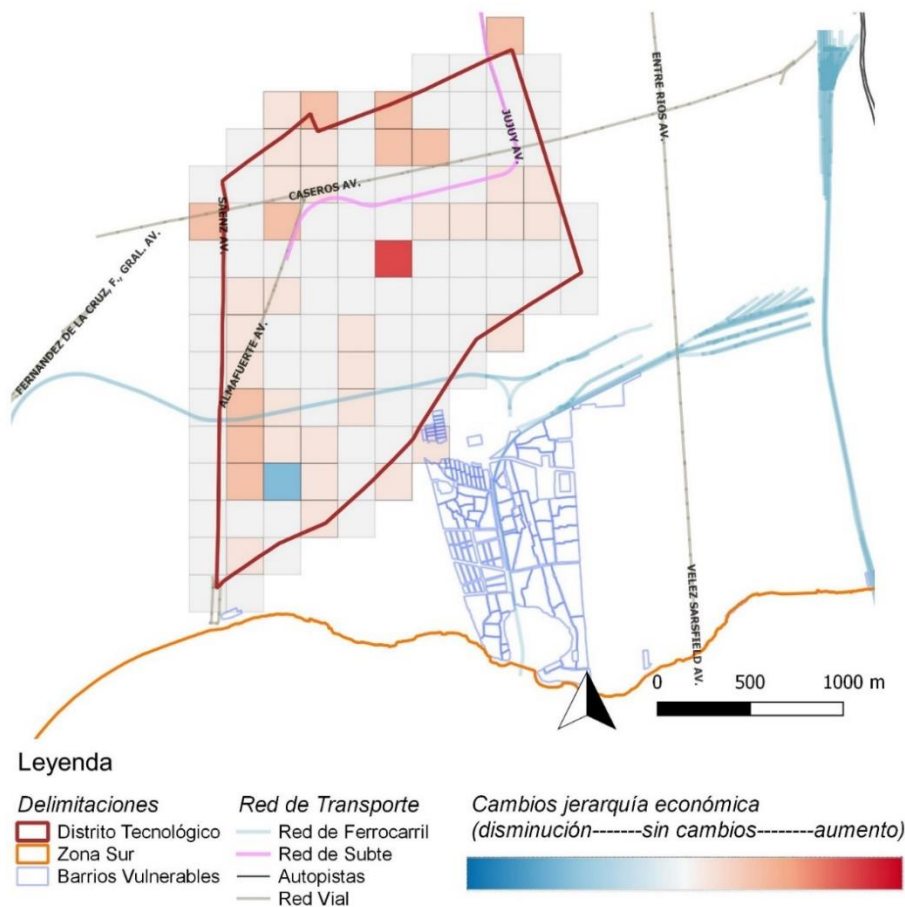 JUJUY AV.
ENTRE RIOS AV.
CASEROS AV.
SAENZ AV.
FERNANDEZ DE LA CRUZ, F., GRAL. AV.
ALMAFUERTE AV.
VELEZ SARSFIELD AV.
0 500 1000 m
Leyenda
Delimitaciones
Distrito Tecnológico
Zona Sur
Barrios Vulnerables
Red de Transporte
Red de Ferrocarril
Red de Subte
Autopistas
Red Vial
Cambios jerarquía económica
(disminución-------sin cambios--------aumento)